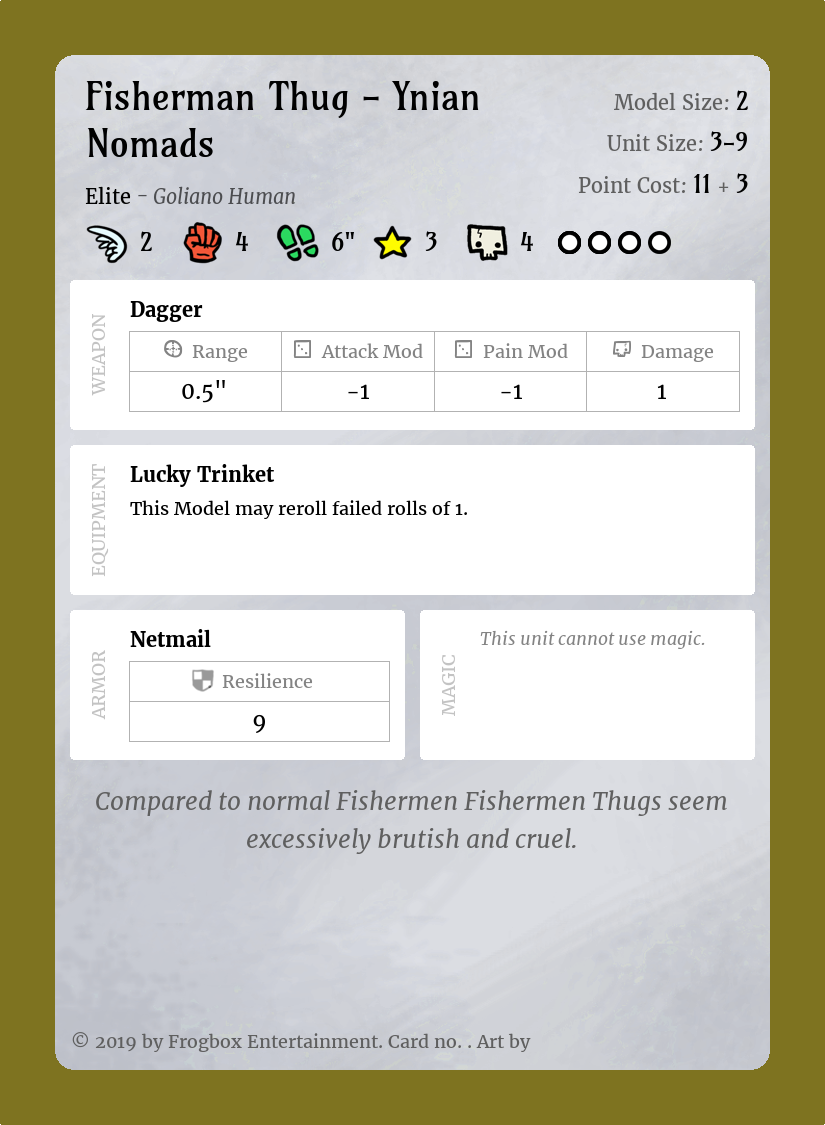 Fisherman Thug – Ynian
Nomads
Model Size: 2
Unit Size: 3–9
Point Cost: 11 + 3
Elite – Goliano Human
2 4 6" 3 4
WEAPON
Dagger
Range Attack Mod Pain Mod Damage
0.5" -1 -1 1
EQUIPMENT
Lucky Trinket
This Model may reroll failed rolls of 1.
ARMOR
Netmail
Resilience
9
MAGIC
This unit cannot use magic.
Compared to normal Fishermen Fishermen Thugs seem
excessively brutish and cruel.
© 2019 by Frogbox Entertainment. Card no. . Art by